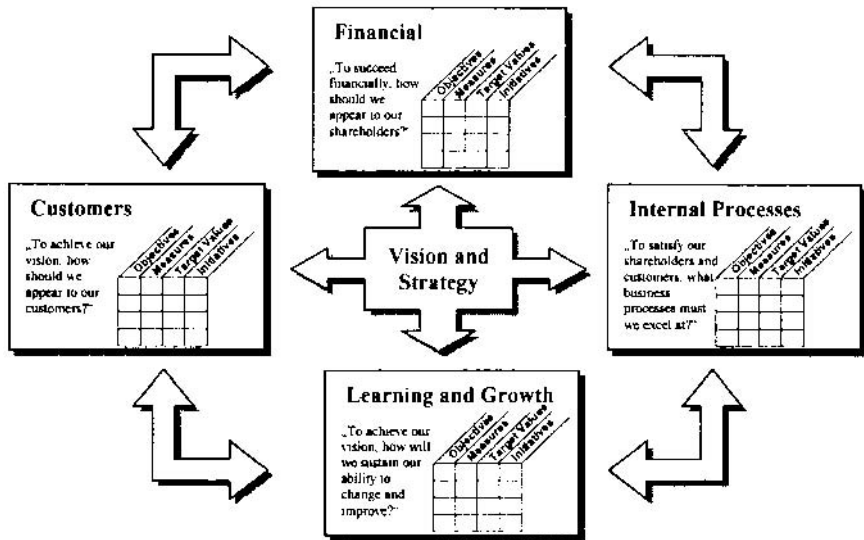 Financial
„To succeed
financially, how
should we
appear to our
shareholders?"
Objectives
Measures
Target Values
Initiatives
Customers
„To achieve our
vision, how
should we
appear to our
customers?"
Objectives
Measures
Target Values
Initiatives
Vision and
Strategy
Internal Processes
„To satisfy our
shareholders and
customers, what
business
processes must
we excel at?"
Objectives
Measures
Target Values
Initiatives
Learning and Growth
„To achieve our
vision, how will
we sustain our
ability to
change and
improve?"
Objectives
Measures
Target Values
Initiatives